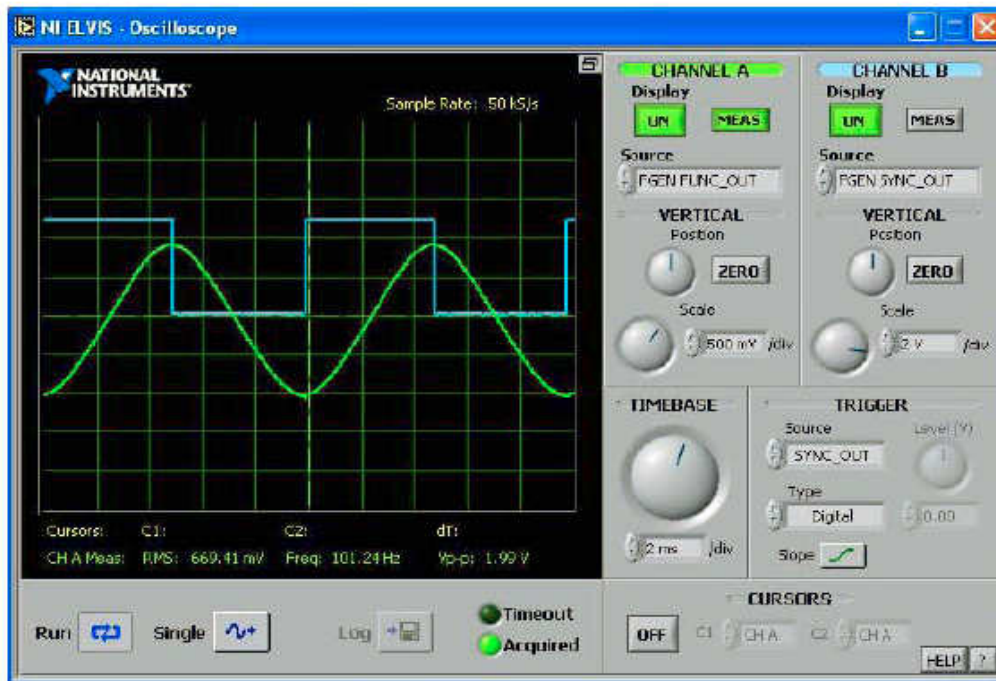 NI ELVIS - Oscilloscope
NATIONAL
INSTRUMENTS
Sample Rate: 50 kS/s
Cursors: C1: C2: dT:
CH A Meas: RMS: 669.41 mV Freq: 101.24 Hz Vp-p: 1.99 V
Run
Single
Log
Timeout
Acquired
CHANNEL A
Display
ON
MEAS
Source
FGEN FUNC_OUT
VERTICAL
Position
ZERO
Scale
500 mV /div
CHANNEL B
Display
ON
MEAS
Source
FGEN SYNC_OUT
VERTICAL
Position
ZERO
Scale
2 V /div
TIMEBASE
2 ms /div
TRIGGER
Source
SYNC_OUT
Level (V)
Type
Digital
0.00
Slope
CURSORS
OFF
C1 CH A
C2 CH A
HELP
?